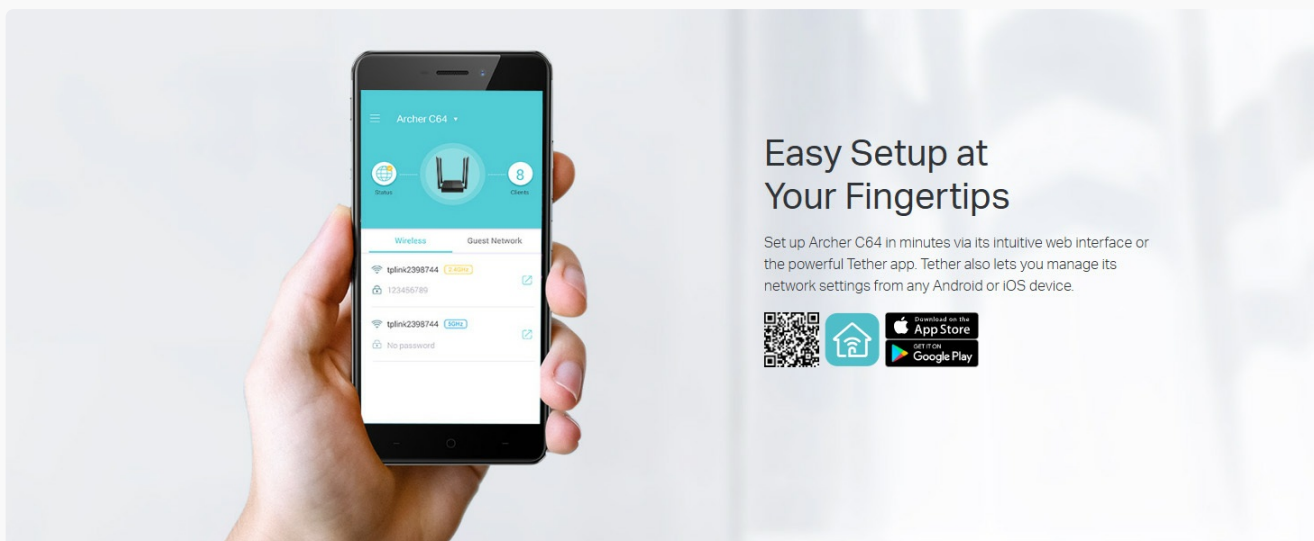 Archer C64
Status
8
Clients
Wireless
Guest Network
tplink2398744 2.4GHz
123456789
tplink2398744 5GHz
No password
Easy Setup at
Your Fingertips
Set up Archer C64 in minutes via its intuitive web interface or
the powerful Tether app. Tether also lets you manage its
network settings from any Android or iOS device.
Download on the
App Store
GET IT ON
Google Play